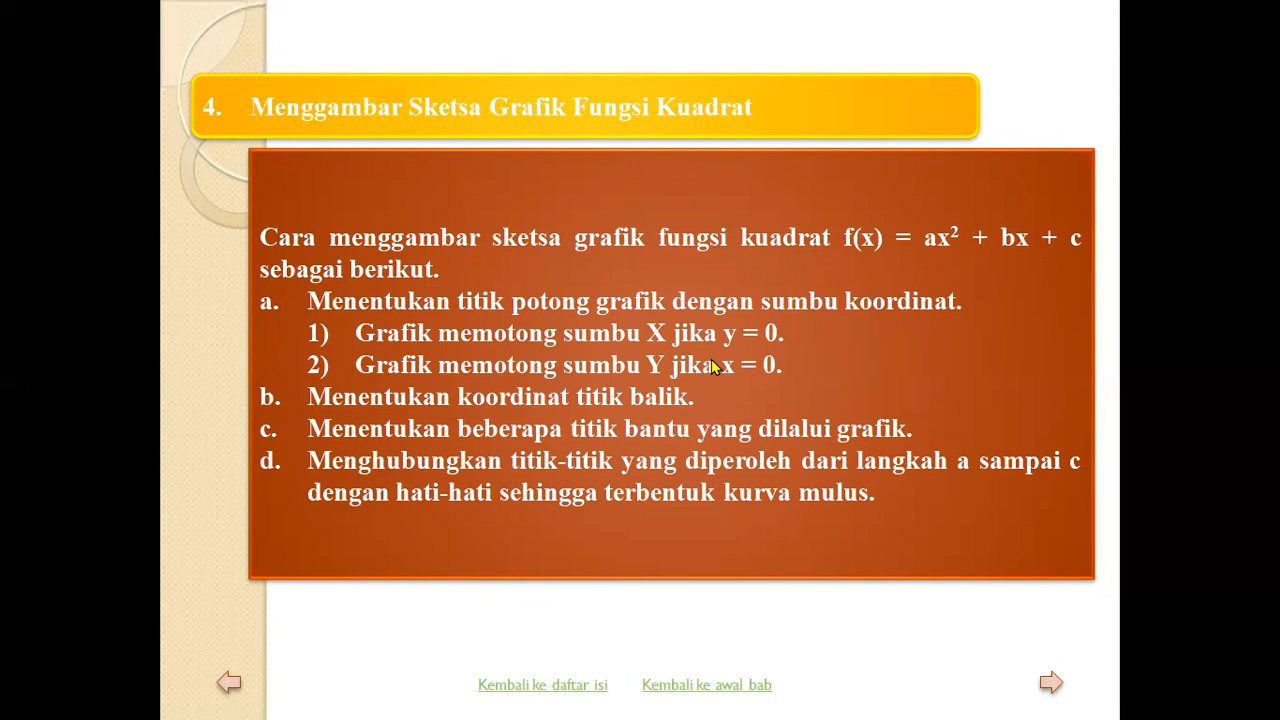 4. Menggambar Sketsa Grafik Fungsi Kuadrat
Cara menggambar sketsa grafik fungsi kuadrat f(x) = ax² + bx + c
sebagai berikut.
a. Menentukan titik potong grafik dengan sumbu koordinat.
1) Grafik memotong sumbu X jika y = 0.
2) Grafik memotong sumbu Y jika x = 0.
b. Menentukan koordinat titik balik.
c. Menentukan beberapa titik bantu yang dilalui grafik.
d. Menghubungkan titik-titik yang diperoleh dari langkah a sampai c
dengan hati-hati sehingga terbentuk kurva mulus.
Kembali ke daftar isi Kembali ke awal bab